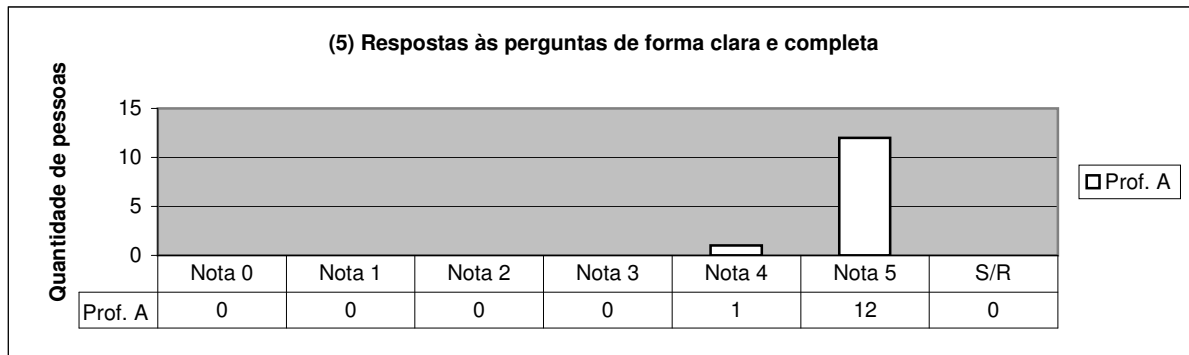 (5) Respostas às perguntas de forma clara e completa
Quantidade de pessoas
15
10
5
0
Nota 0 Nota 1 Nota 2 Nota 3 Nota 4 Nota 5 S/R
Prof. A 0 0 0 0 1 12 0
Prof. A